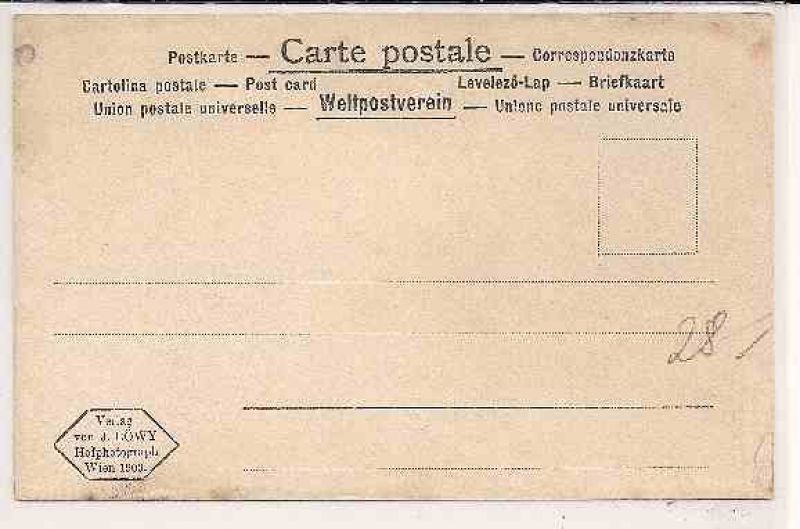 Postkarte — Carte postale — Correspondenzkarte
Cartolina postale — Post card Levelező-Lap — Briefkaart
Union postale universelle — Weltpostverein — Unione postale universale
28 —
Verlag
von J. LÖWY
Hofphotograph
Wien 1903.